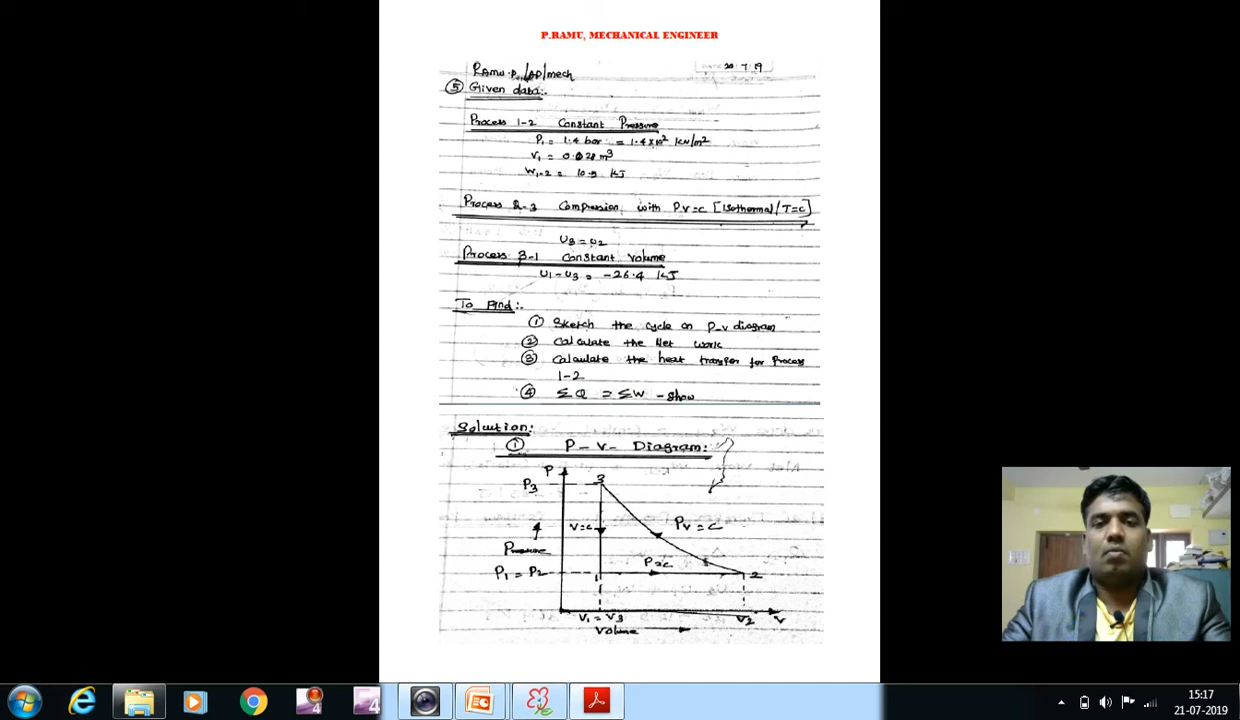 P.RAMU, MECHANICAL ENGINEER
RAMU.P, /AP/mech
20 7 19
⑤ Given data:-
Process 1-2 Constant Pressure
P₁ = 1.4 bar = 1.4×10² kN/m²
V₁ = 0.028 m³
W₁₋₂ = 10.5 kJ
Process 2-3 Compression with PV=C [Isothermal/T=C]
U₃ = U₂
Process 3-1 Constant volume
U₁-U₃ = -26.4 kJ
To Find:-
① Sketch the cycle on P-V diagram
② Calculate the Net work
③ Calculate the heat transfer for Process
1-2
④ ΣQ = ΣW - Show
Solution:
① P-V- Diagram:
P
3
P₃
V=C
PV=C
Pressure
P=C
P₁ = P₂
1
2
V₁ = V₃
V₂
V
Volume
4
4
15:17
21-07-2019